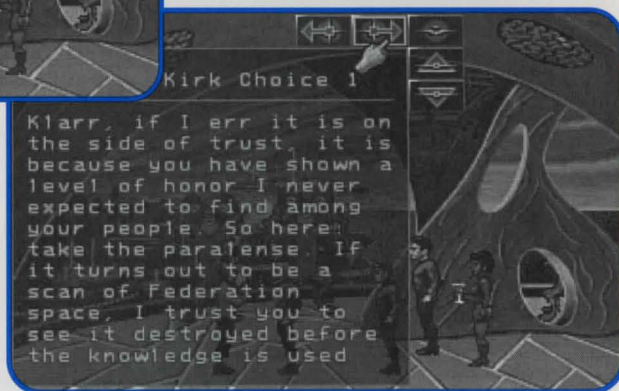 Kirk Choice 1
Klarr, if I err it is on
the side of trust, it is
because you have shown a
level of honor I never
expected to find among
your people. So here:
take the paralense. If
it turns out to be a
scan of Federation
space, I trust you to
see it destroyed before
the knowledge is used